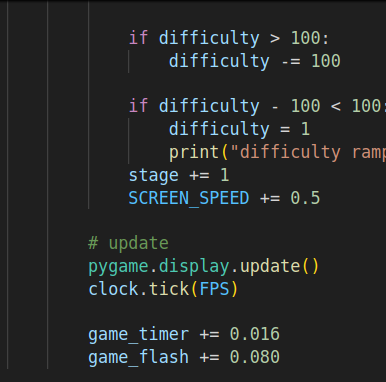 if difficulty > 100:
difficulty -= 100
if difficulty - 100 < 100:
difficulty = 1
print("difficulty ramp
stage += 1
SCREEN_SPEED += 0.5
# update
pygame.display.update()
clock.tick(FPS)
game_timer += 0.016
game_flash += 0.080